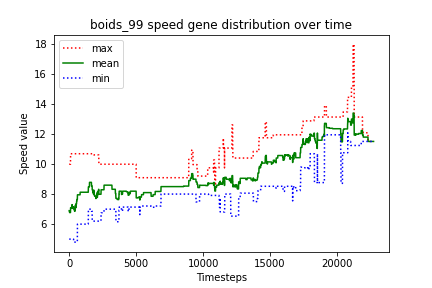 boids_99 speed gene distribution over time
max
mean
min
Speed value
18
16
14
12
10
8
6
0
5000
10000
15000
20000
Timesteps